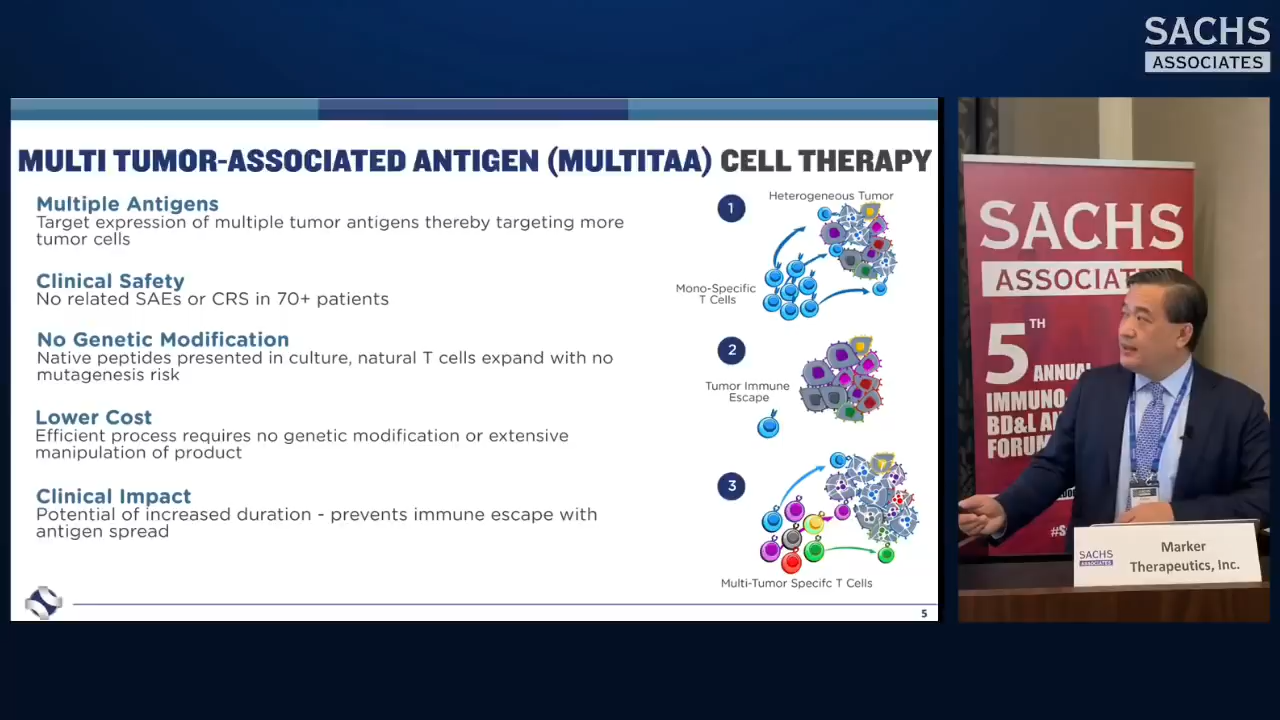 SACHS
ASSOCIATES
MULTI TUMOR-ASSOCIATED ANTIGEN (MULTITAA) CELL THERAPY
Multiple Antigens
Target expression of multiple tumor antigens thereby targeting more
tumor cells
Clinical Safety
No related SAEs or CRS in 70+ patients
No Genetic Modification
Native peptides presented in culture, natural T cells expand with no
mutagenesis risk
Lower Cost
Efficient process requires no genetic modification or extensive
manipulation of product
Clinical Impact
Potential of increased duration - prevents immune escape with
antigen spread
1
Heterogeneous Tumor
Mono-Specific
T Cells
2
Tumor Immune
Escape
3
Multi-Tumor Specifc T Cells
5
SACHS
ASSOCIAT
5TH ANNUAL
IMMUNO-
BD&L A
FORUM
#S
SACHS
ASSOCIATES
Marker
Therapeutics, Inc.